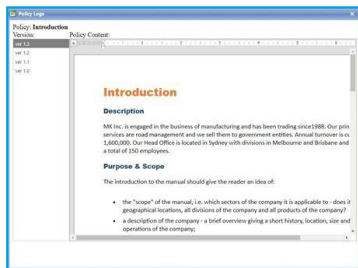 Policy Logs
Policy: Introduction
Version:
Policy Content:
ver 1.3
ver 1.2
ver 1.1
ver 1.0
Introduction
Description
MK Inc. is engaged in the business of manufacturing and has been trading since1988. Our prin
services are road management and we sell them to government entities. Annual turnover is cu
1,600,000. Our Head Office is located in Sydney with divisions in Melbourne and Brisbane and
a total of 150 employees.
Purpose & Scope
The introduction to the manual should give the reader an idea of:
• the "scope" of the manual, i.e. which sectors of the company it is applicable to - does it
geographical locations, all divisions of the company and all products of the company?
• a description of the company - a brief overview giving a short history, location, size and
operations of the company;